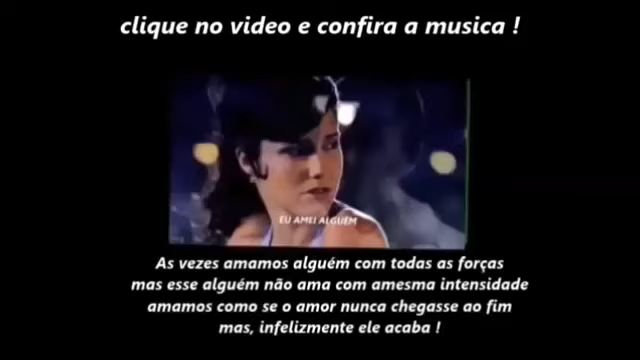 clique no video e confira a musica !
EU AMEI ALGUÉM
As vezes amamos alguém com todas as forças
mas esse alguém não ama com amesma intensidade
amamos como se o amor nunca chegasse ao fim
mas, infelizmente ele acaba !